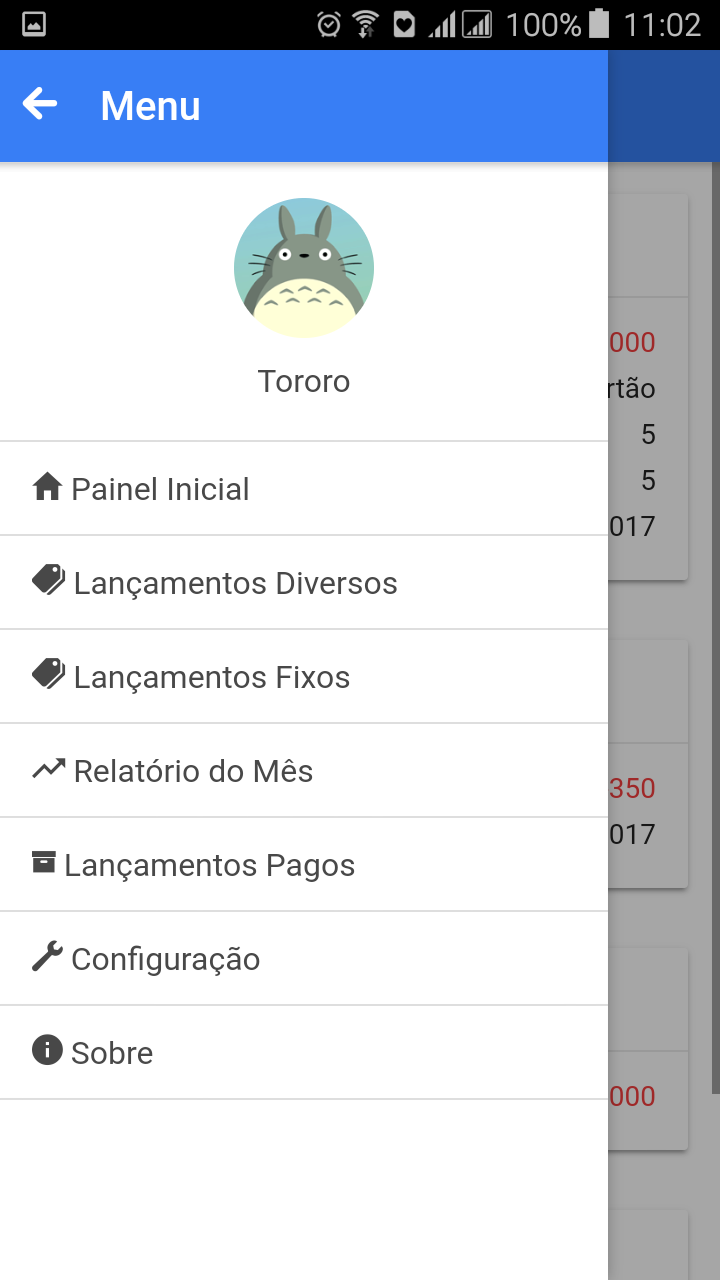 100% 11:02
Menu
Tororo
Painel Inicial
Lançamentos Diversos
Lançamentos Fixos
Relatório do Mês
Lançamentos Pagos
Configuração
Sobre
000
rtão
5
5
017
350
017
000